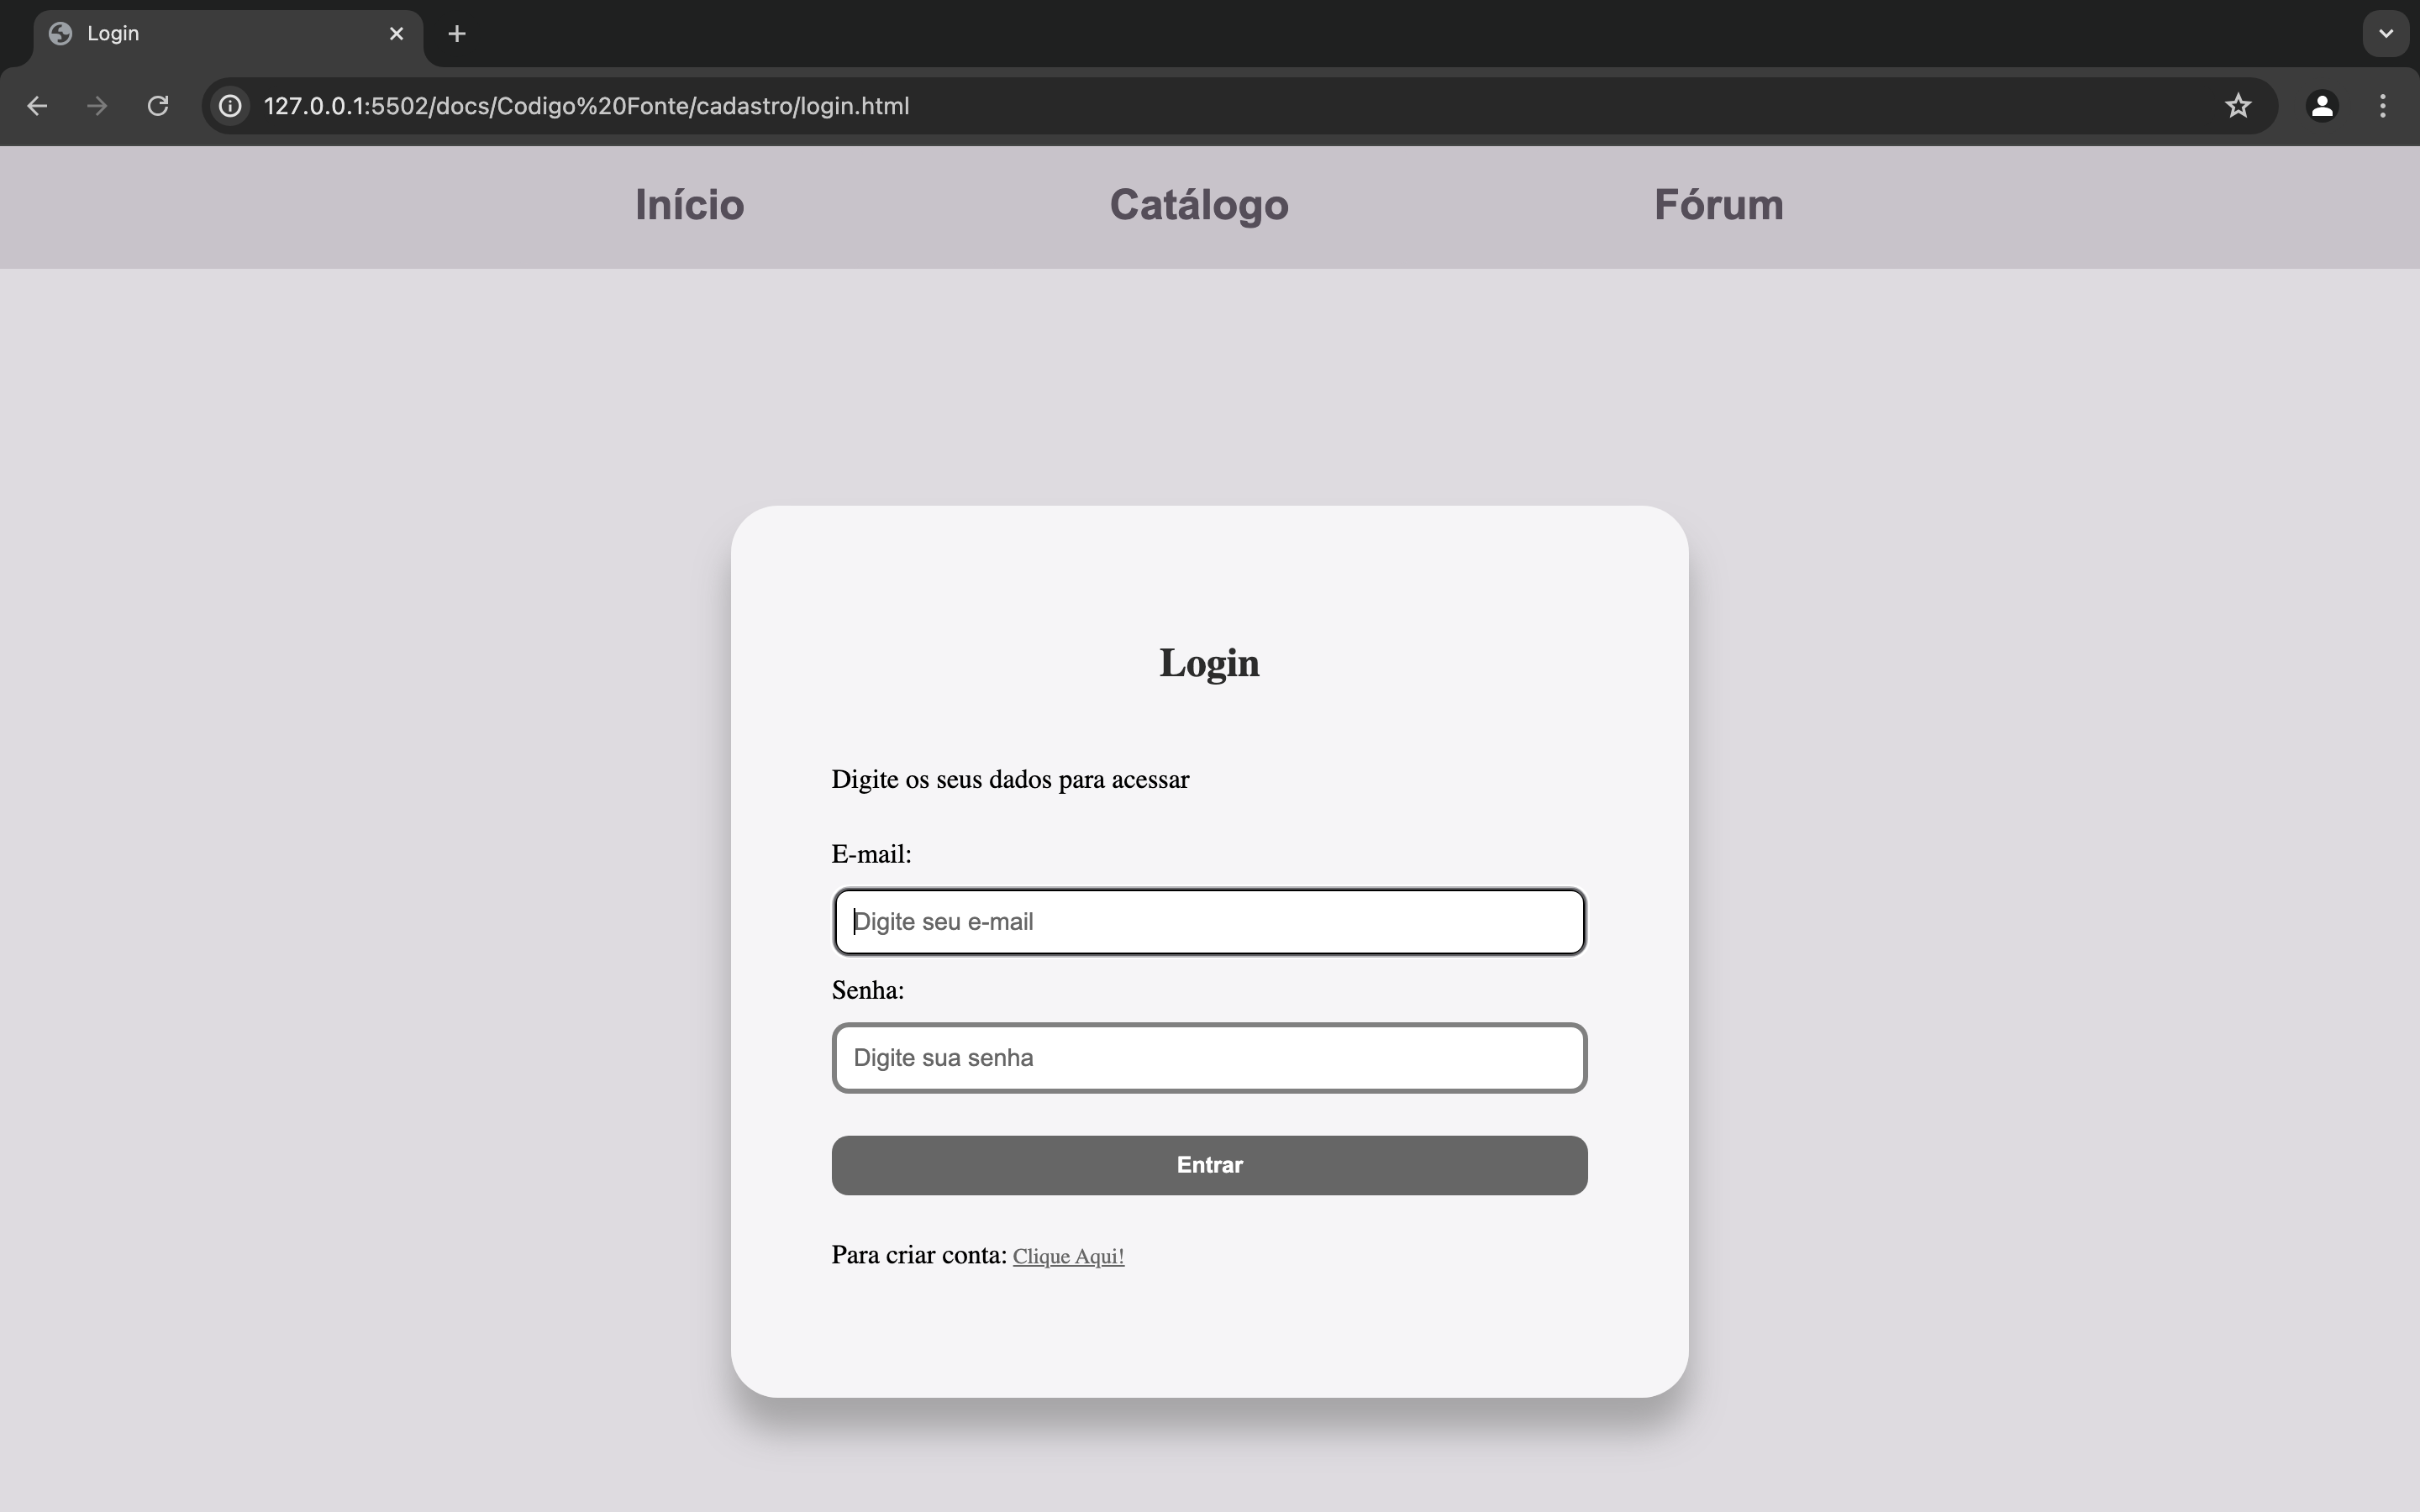 Login
127.0.0.1:5502/docs/Codigo%20Fonte/cadastro/login.html
Início Catálogo Fórum
Login
Digite os seus dados para acessar
E-mail:
Digite seu e-mail
Senha:
Digite sua senha
Entrar
Para criar conta: Clique Aqui!